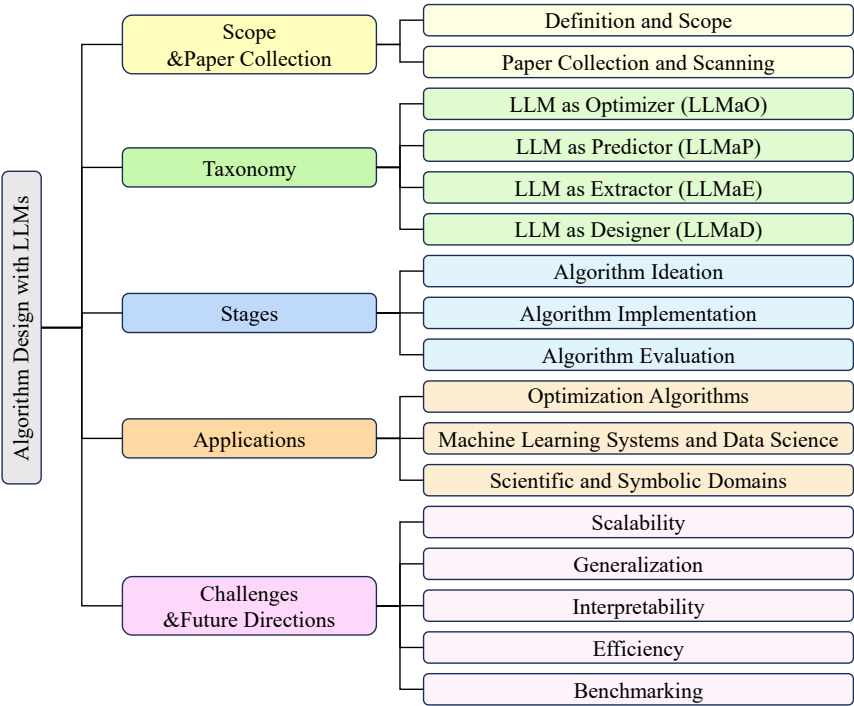 Algorithm Design with LLMs
Scope
&Paper Collection
Definition and Scope
Paper Collection and Scanning
Taxonomy
LLM as Optimizer (LLMaO)
LLM as Predictor (LLMaP)
LLM as Extractor (LLMaE)
LLM as Designer (LLMaD)
Stages
Algorithm Ideation
Algorithm Implementation
Algorithm Evaluation
Applications
Optimization Algorithms
Machine Learning Systems and Data Science
Scientific and Symbolic Domains
Challenges
&Future Directions
Scalability
Generalization
Interpretability
Efficiency
Benchmarking